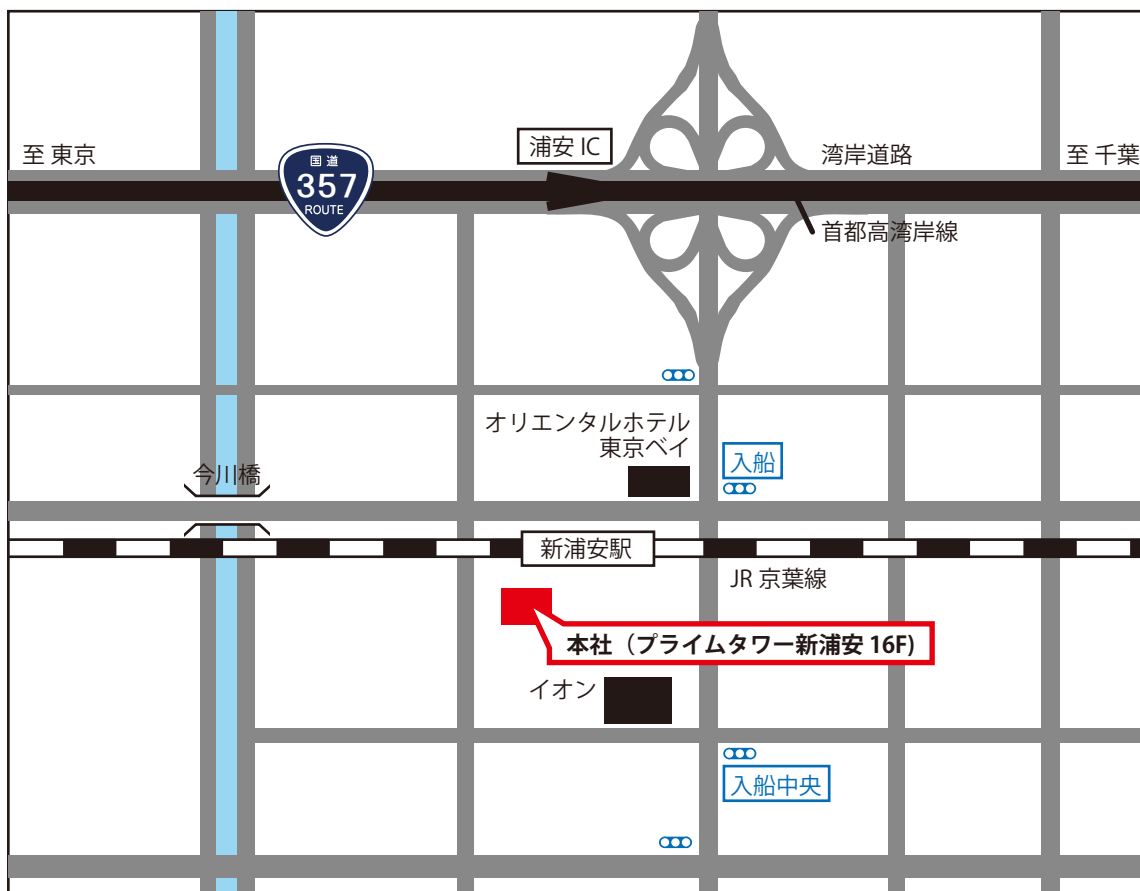 至 東京
国道
357
ROUTE
浦安 IC
湾岸道路
至 千葉
首都高湾岸線
オリエンタルホテル
東京ベイ
入船
今川橋
新浦安駅
JR 京葉線
本社（プライムタワー新浦安 16F)
イオン
入船中央